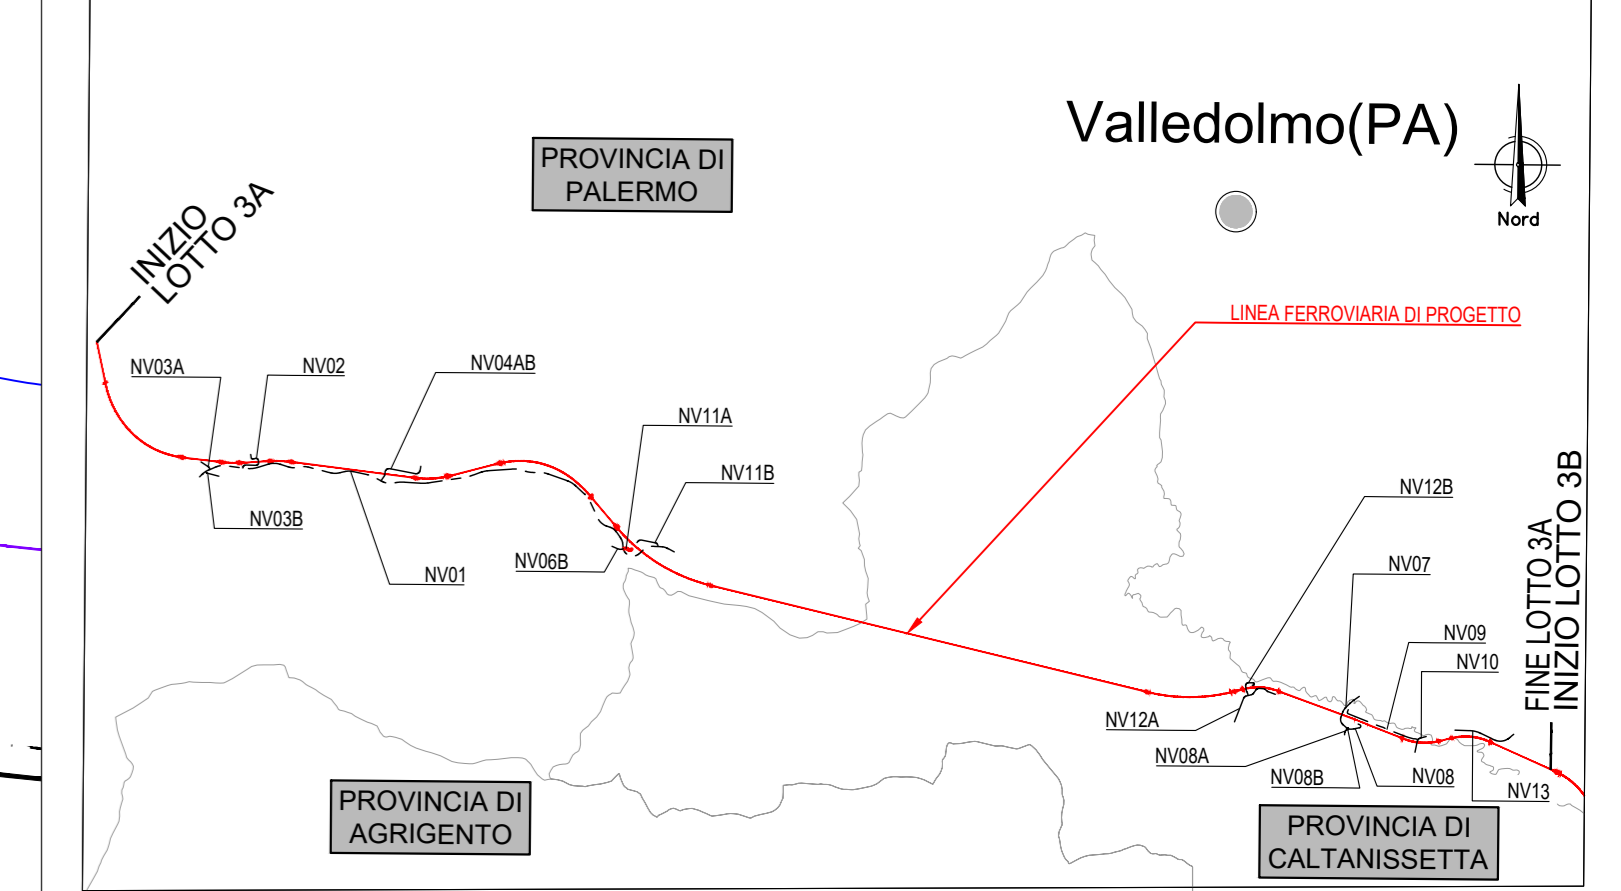 Valledolmo(PA)
Nord
PROVINCIA DI
PALERMO
INIZIO
LOTTO 3A
LINEA FERROVIARIA DI PROGETTO
NV03A
NV02
NV04AB
NV11A
NV11B
NV03B
NV01
NV06B
NV12B
NV07
NV09
NV10
NV12A
NV08A
NV08B
NV08
NV13
FINE LOTTO 3A
INIZIO LOTTO 3B
PROVINCIA DI
AGRIGENTO
PROVINCIA DI
CALTANISSETTA